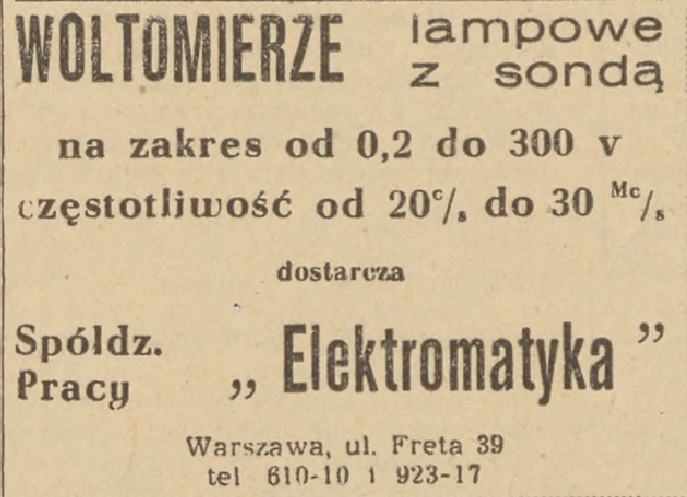 WOLTOMIERZE lampowe
z sondą
na zakres od 0,2 do 300 v
częstotliwość od 20 c/s do 30 Mc/s
dostarcza
Spółdz.
Pracy „Elektromatyka”
Warszawa, ul. Freta 39
tel 610-10 i 923-17